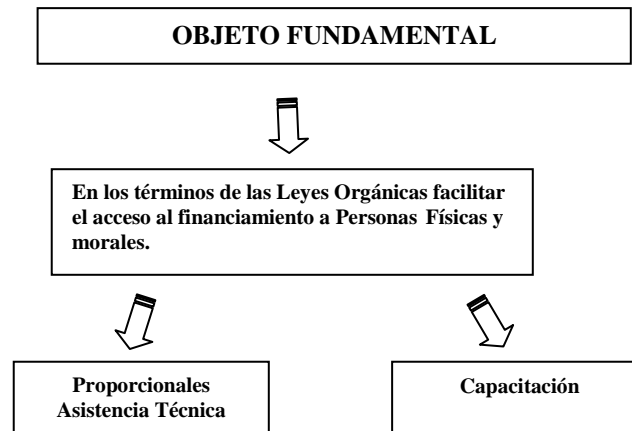 OBJETO FUNDAMENTAL
En los términos de las Leyes Orgánicas facilitar
el acceso al financiamiento a Personas Físicas y
morales.
Proporcionales
Asistencia Técnica
Capacitación